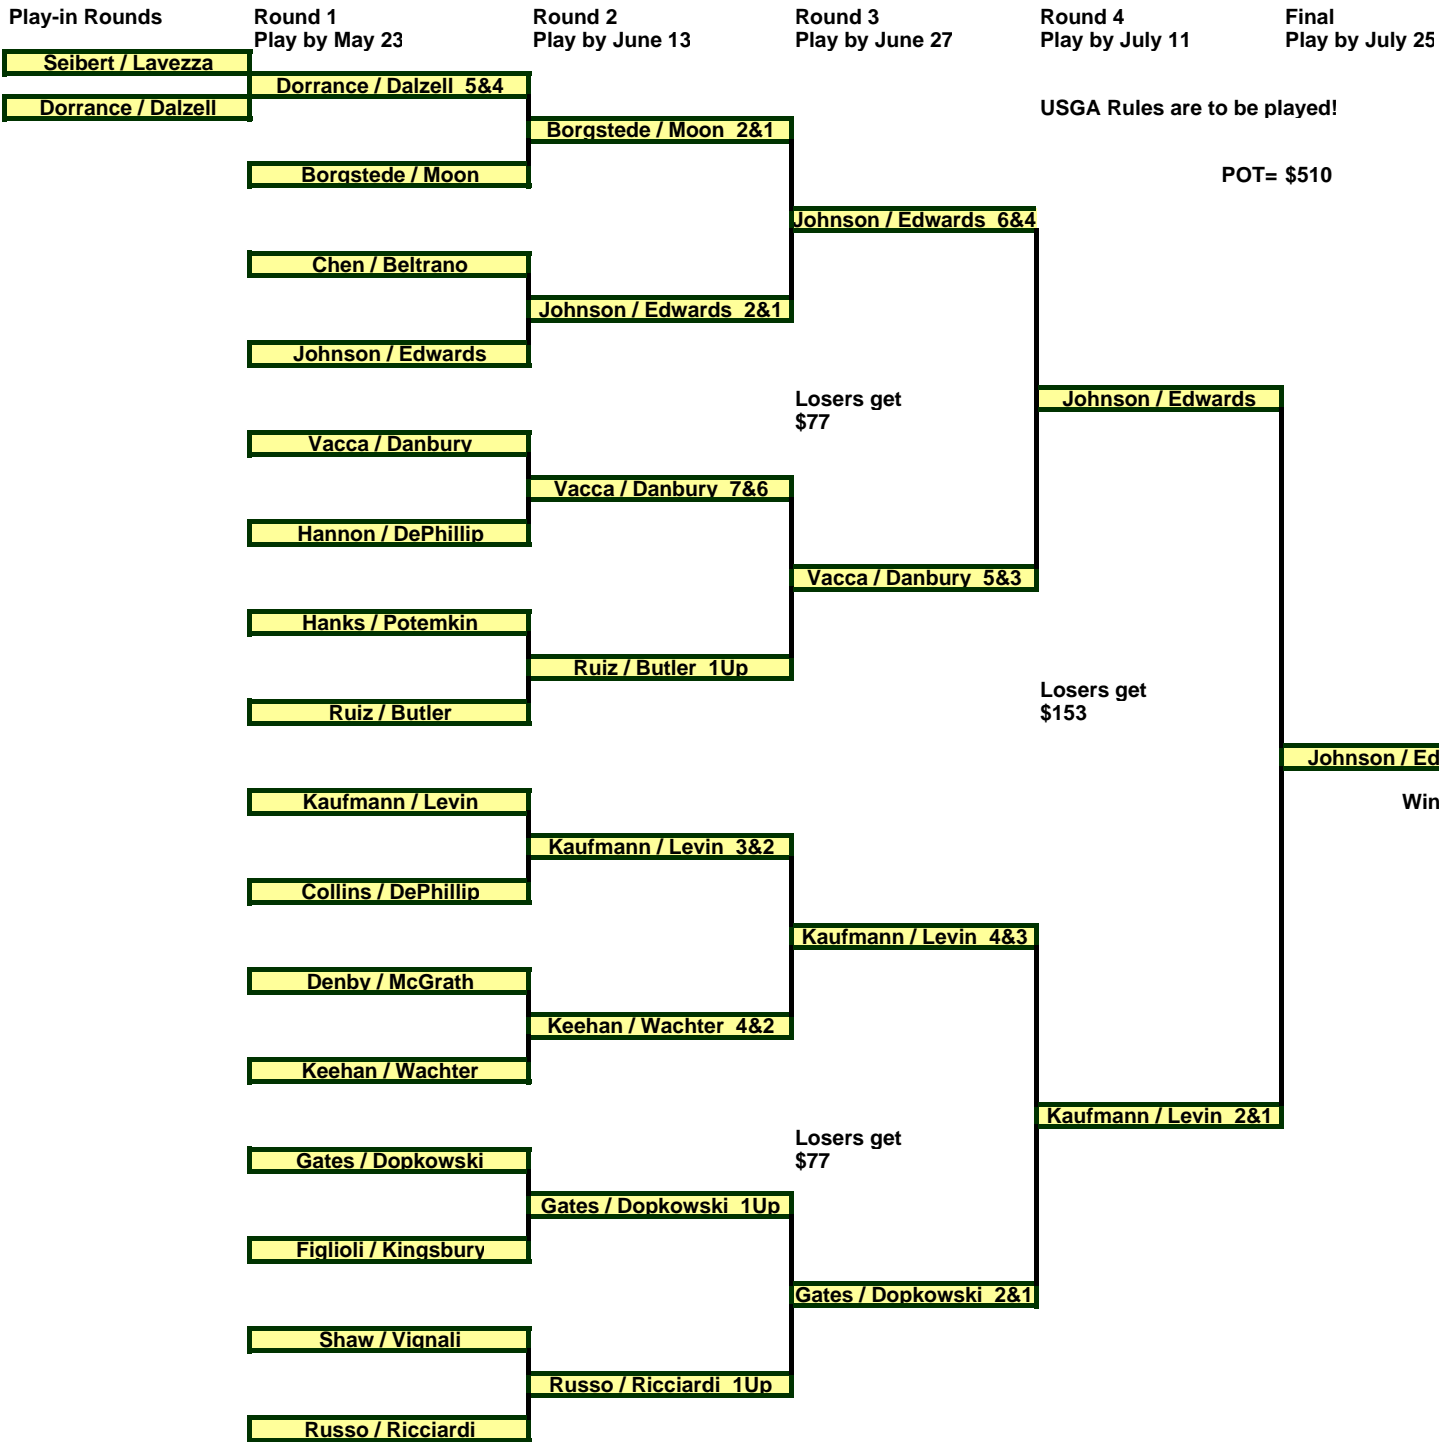 Play-in Rounds
Round 1
Play by May 23
Round 2
Play by June 13
Round 3
Play by June 27
Round 4
Play by July 11
Final
Play by July 25
Seibert / Lavezza
Dorrance / Dalzell 5&4
Dorrance / Dalzell
USGA Rules are to be played!
Borgstede / Moon 2&1
Borgstede / Moon
POT= $510
Johnson / Edwards 6&4
Chen / Beltrano
Johnson / Edwards 2&1
Johnson / Edwards
Losers get
$77
Johnson / Edwards
Vacca / Danbury
Vacca / Danbury 7&6
Hannon / DePhillip
Vacca / Danbury 5&3
Hanks / Potemkin
Ruiz / Butler 1Up
Ruiz / Butler
Losers get
$153
Johnson / Ed
Kaufmann / Levin
Win
Kaufmann / Levin 3&2
Collins / DePhillip
Kaufmann / Levin 4&3
Denby / McGrath
Keehan / Wachter 4&2
Keehan / Wachter
Kaufmann / Levin 2&1
Losers get
$77
Gates / Dopkowski
Gates / Dopkowski 1Up
Figlioli / Kingsbury
Gates / Dopkowski 2&1
Shaw / Vignali
Russo / Ricciardi 1Up
Russo / Ricciardi